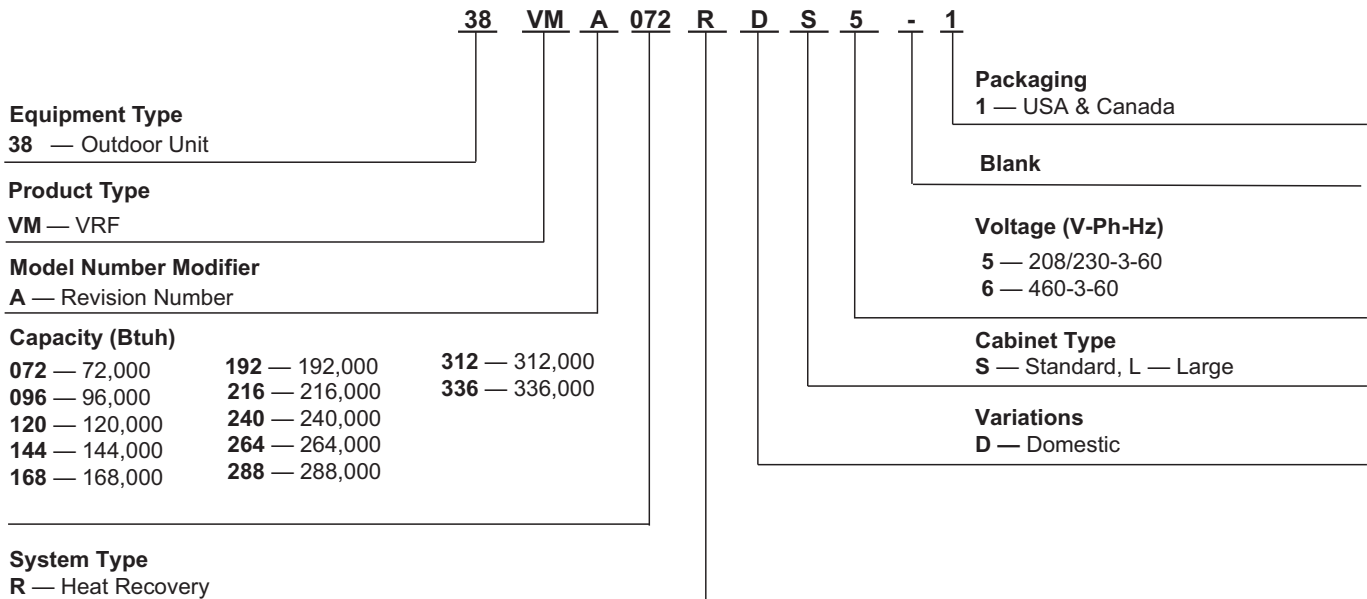 38 VM A 072 R D S 5 - 1
Equipment Type
38 — Outdoor Unit
Product Type
VM — VRF
Model Number Modifier
A — Revision Number
Capacity (Btuh)
072 — 72,000
096 — 96,000
120 — 120,000
144 — 144,000
168 — 168,000
192 — 192,000
216 — 216,000
240 — 240,000
264 — 264,000
288 — 288,000
312 — 312,000
336 — 336,000
System Type
R — Heat Recovery
Packaging
1 — USA & Canada
Blank
Voltage (V-Ph-Hz)
5 — 208/230-3-60
6 — 460-3-60
Cabinet Type
S — Standard, L — Large
Variations
D — Domestic